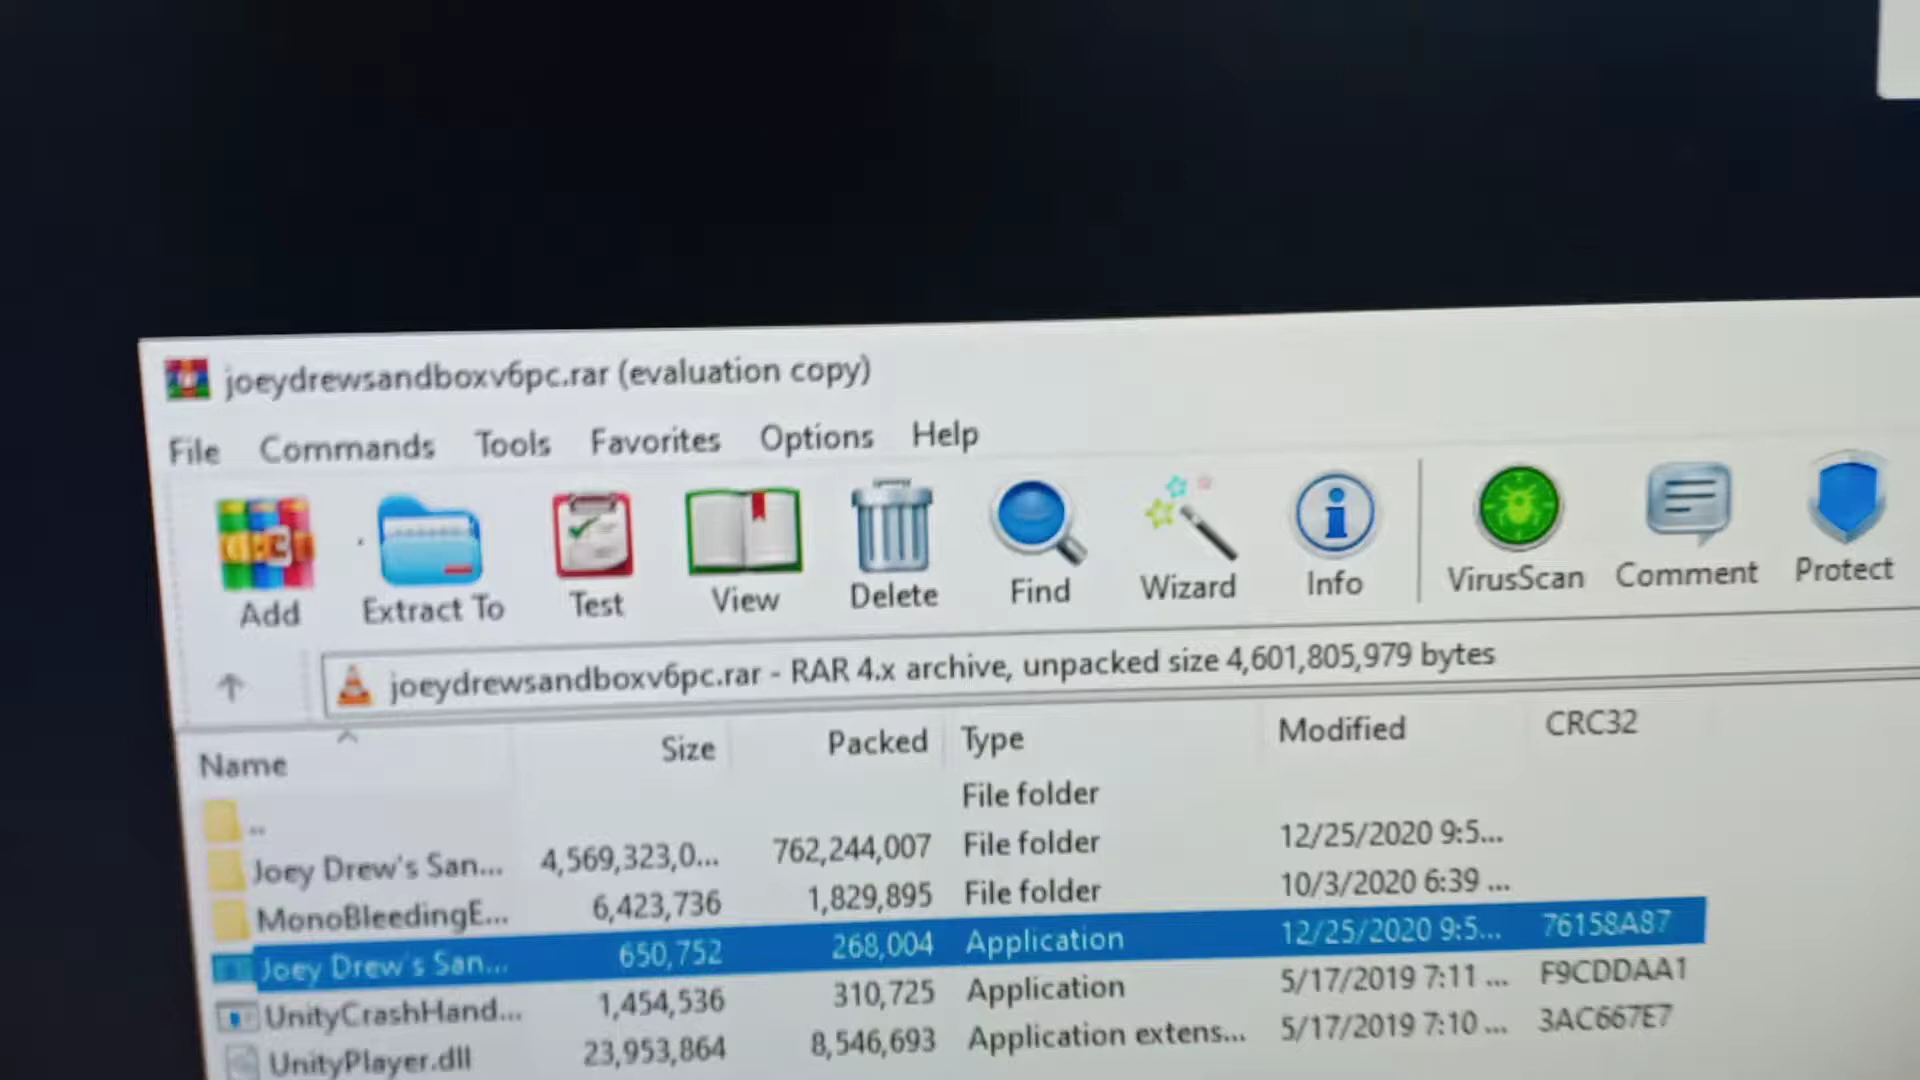 joeydrewsandboxv6pc.rar (evaluation copy)
File Commands Tools Favorites Options Help
Add Extract To Test View Delete Find Wizard Info VirusScan Comment Protect
joeydrewsandboxv6pc.rar - RAR 4.x archive, unpacked size 4,601,805,979 bytes
Name Size Packed Type Modified CRC32
.. File folder
Joey Drew's San... 4,569,323,0... 762,244,007 File folder 12/25/2020 9:5...
MonoBleedingE... 6,423,736 1,829,895 File folder 10/3/2020 6:39 ...
Joey Drew's San... 650,752 268,004 Application 12/25/2020 9:5... 76158A87
UnityCrashHand... 1,454,536 310,725 Application 5/17/2019 7:11 ... F9CDDAA1
UnityPlayer.dll 23,953,864 8,546,693 Application extens... 5/17/2019 7:10 ... 3AC667E7